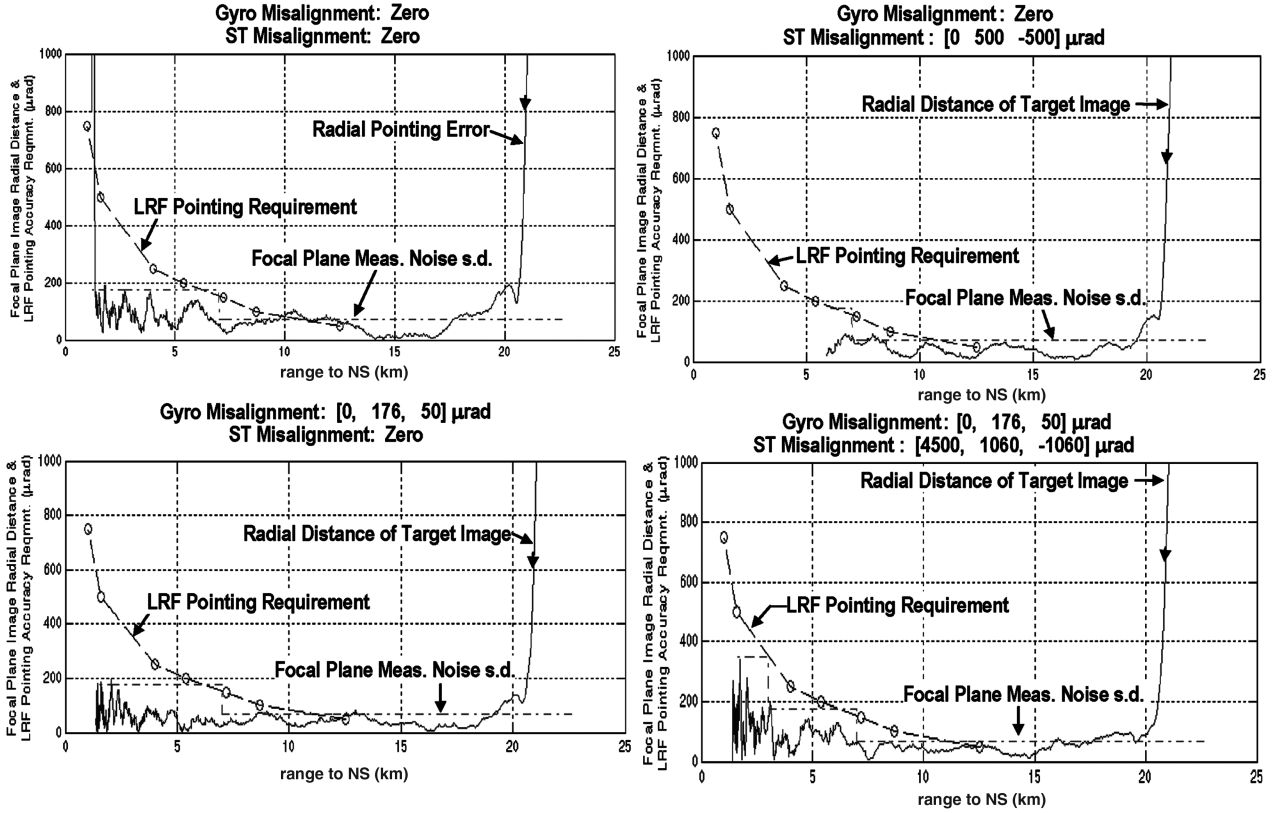 Gyro Misalignment: Zero
ST Misalignment: Zero
1000
800
600
400
200
0
Focal Plane Image Radial Distance &
LRF Pointing Accuracy Reqmnt. (μrad)
Radial Pointing Error
LRF Pointing Requirement
Focal Plane Meas. Noise s.d.
0 5 10 15 20 25
range to NS (km)
Gyro Misalignment: Zero
ST Misalignment : [0 500 -500] μrad
1000
800
600
400
200
0
Focal Plane Image Radial Distance &
LRF Pointing Accuracy Reqmnt. (μrad)
Radial Distance of Target Image
LRF Pointing Requirement
Focal Plane Meas. Noise s.d.
0 5 10 15 20 25
range to NS (km)
Gyro Misalignment: [0, 176, 50] μrad
ST Misalignment: Zero
1000
800
600
400
200
0
Focal Plane Image Radial Distance &
LRF Pointing Accuracy Reqmnt. (μrad)
Radial Distance of Target Image
LRF Pointing Requirement
Focal Plane Meas. Noise s.d.
0 5 10 15 20 25
range to NS (km)
Gyro Misalignment: [0, 176, 50] μrad
ST Misalignment : [4500, 1060, -1060] μrad
1000
800
600
400
200
0
Focal Plane Image Radial Distance &
LRF Pointing Accuracy Reqmnt. (μrad)
Radial Distance of Target Image
LRF Pointing Requirement
Focal Plane Meas. Noise s.d.
0 5 10 15 20 25
range to NS (km)